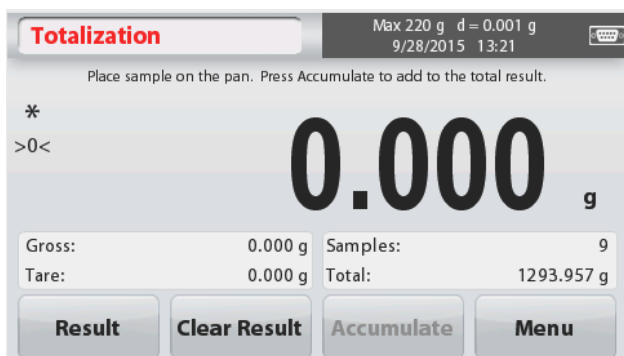 Totalization
Max 220 g d = 0.001 g
9/28/2015 13:21
Place sample on the pan. Press Accumulate to add to the total result.
*
>0<
0.000 g
Gross: 0.000 g Samples: 9
Tare: 0.000 g Total: 1293.957 g
Result Clear Result Accumulate Menu